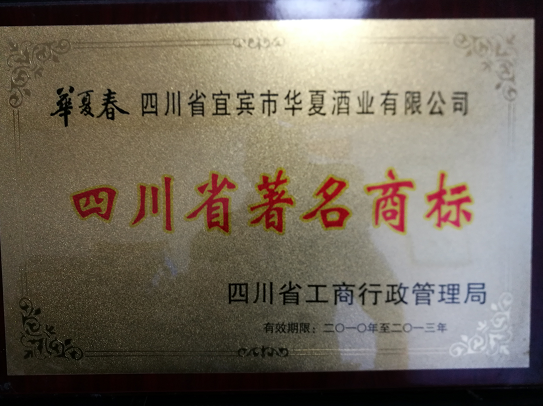 華夏春 四川省宜宾市华夏酒业有限公司
四川省著名商标
四川省工商行政管理局
有效期限：二〇一〇年至二〇一三年